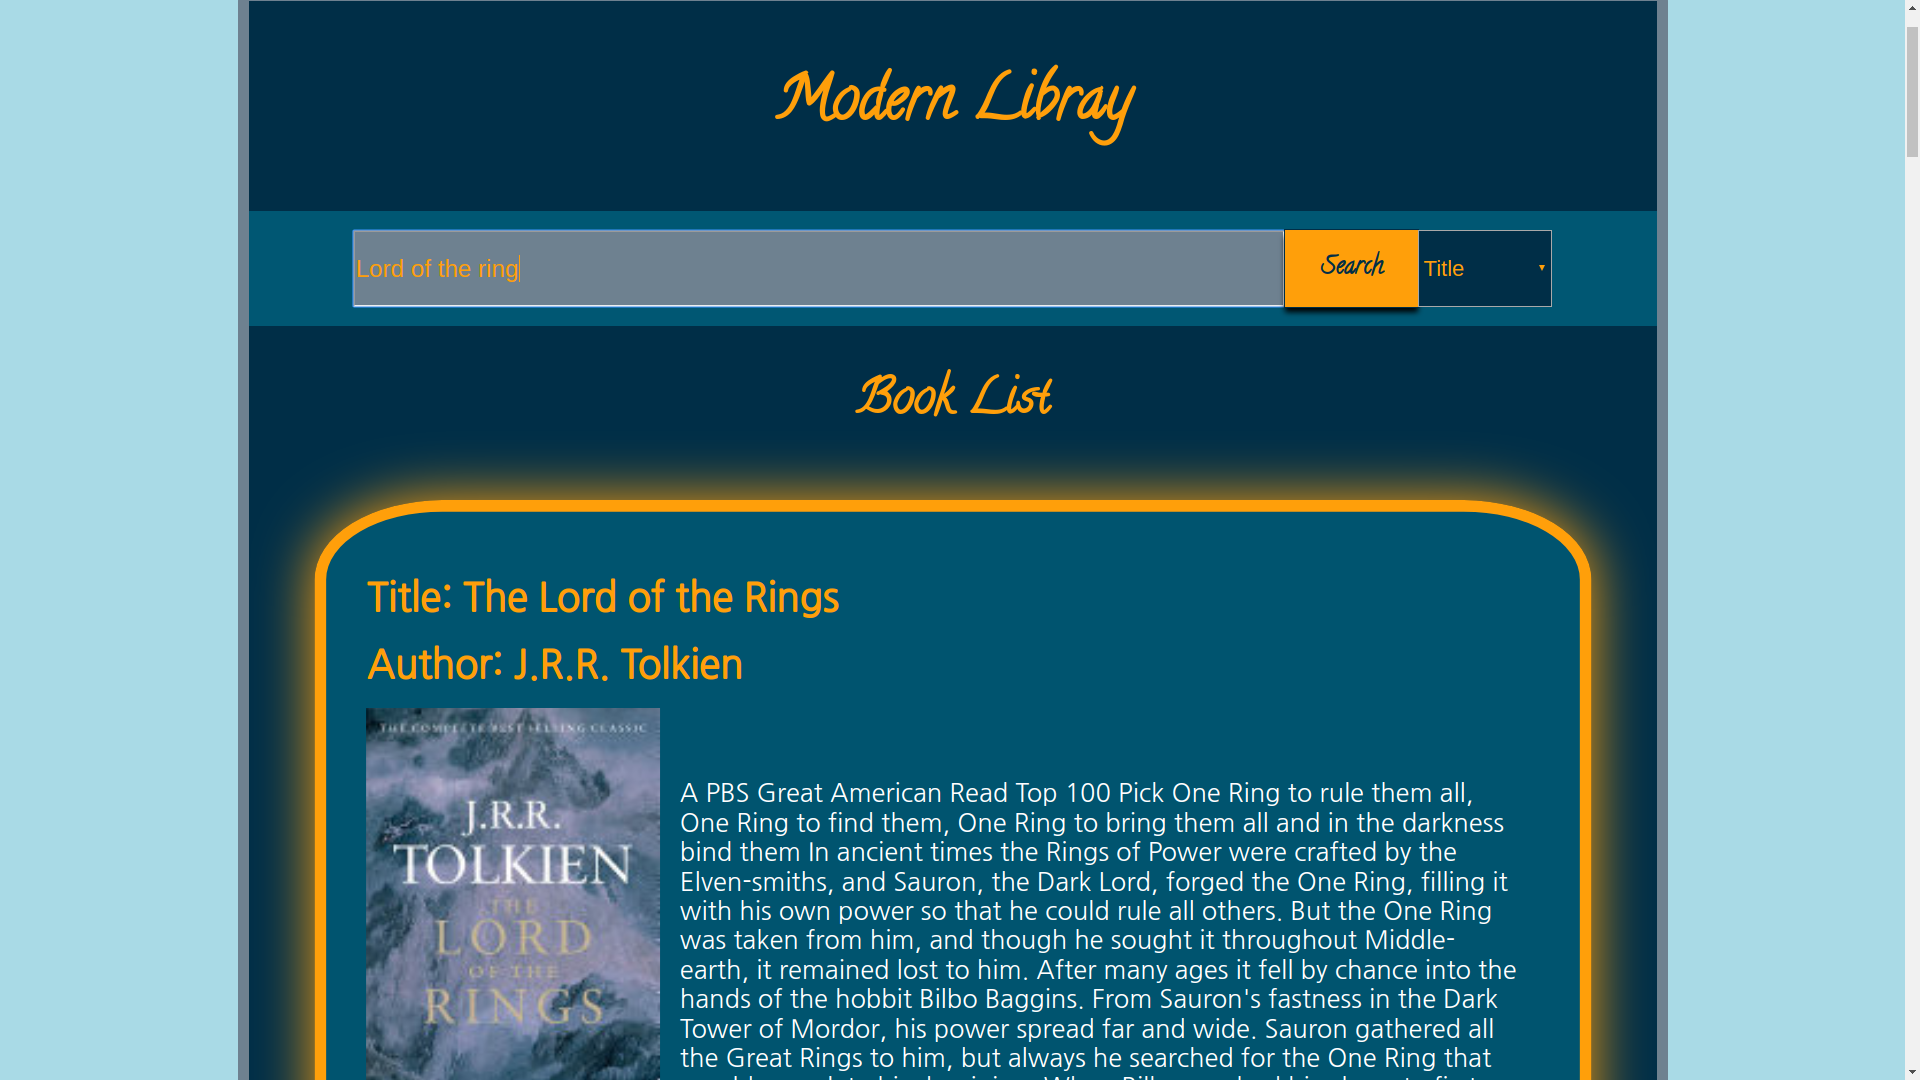 Modern Libray
Lord of the ring
Search
Title
Book List
Title: The Lord of the Rings
Author: J.R.R. Tolkien
THE COMPLETE BEST SELLING CLASSIC
J.R.R.
TOLKIEN
THE
LORD
OF THE
RINGS
A PBS Great American Read Top 100 Pick One Ring to rule them all,
One Ring to find them, One Ring to bring them all and in the darkness
bind them In ancient times the Rings of Power were crafted by the
Elven-smiths, and Sauron, the Dark Lord, forged the One Ring, filling it
with his own power so that he could rule all others. But the One Ring
was taken from him, and though he sought it throughout Middle-
earth, it remained lost to him. After many ages it fell by chance into the
hands of the hobbit Bilbo Baggins. From Sauron's fastness in the Dark
Tower of Mordor, his power spread far and wide. Sauron gathered all
the Great Rings to him, but always he searched for the One Ring that